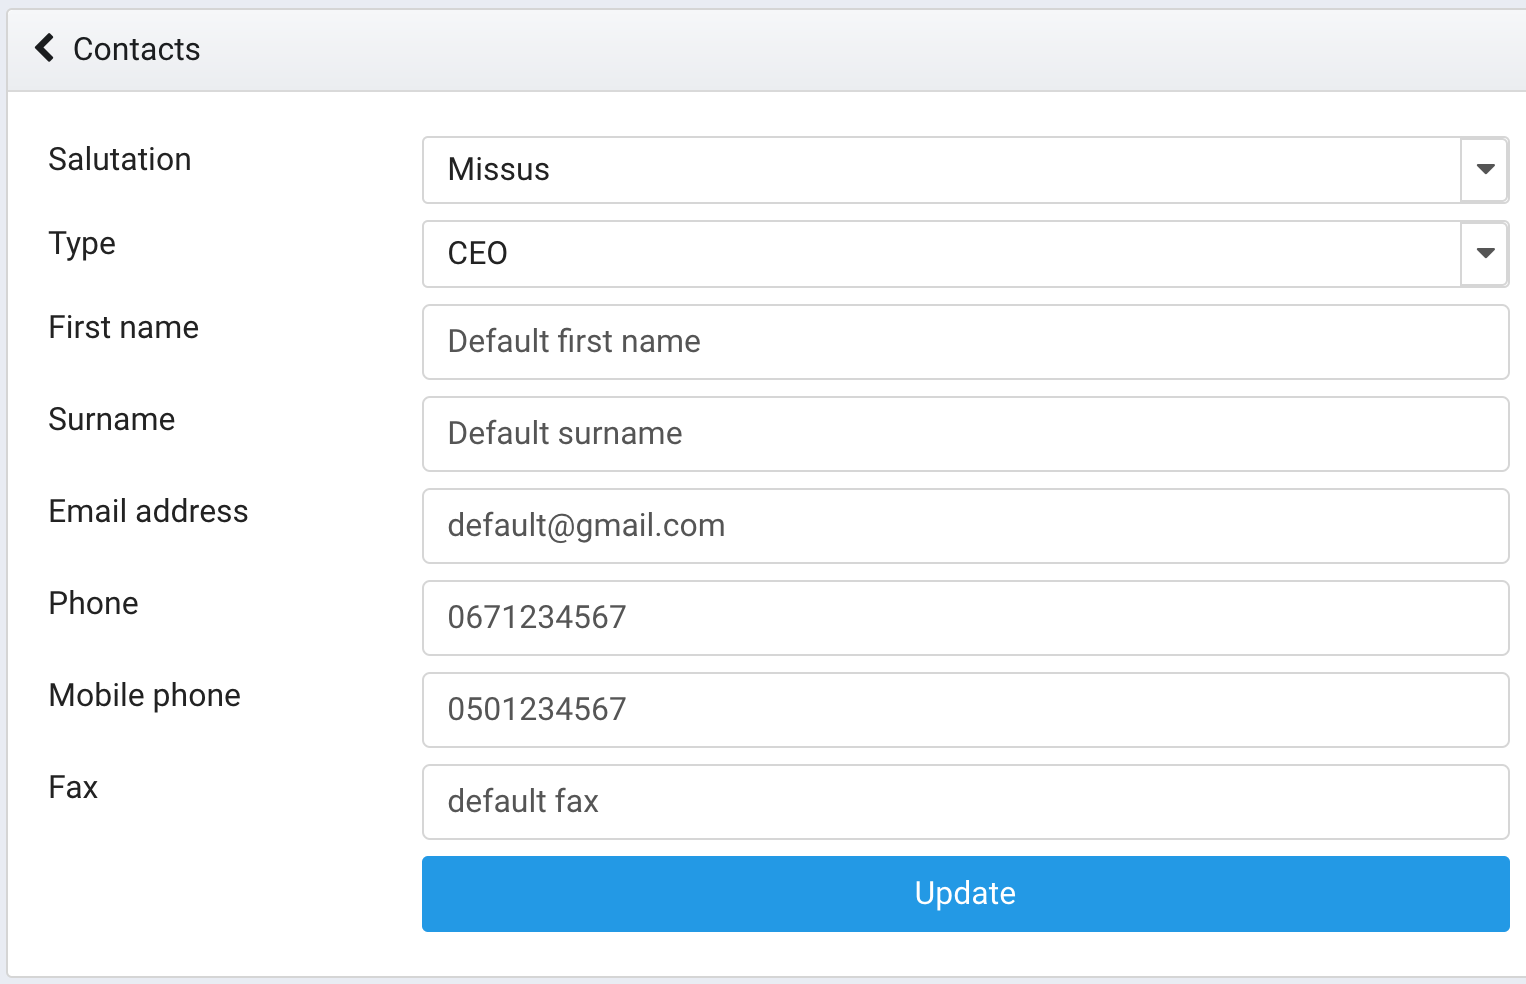 Contacts
Salutation
Missus
Type
CEO
First name
Default first name
Surname
Default surname
Email address
default@gmail.com
Phone
0671234567
Mobile phone
0501234567
Fax
default fax
Update